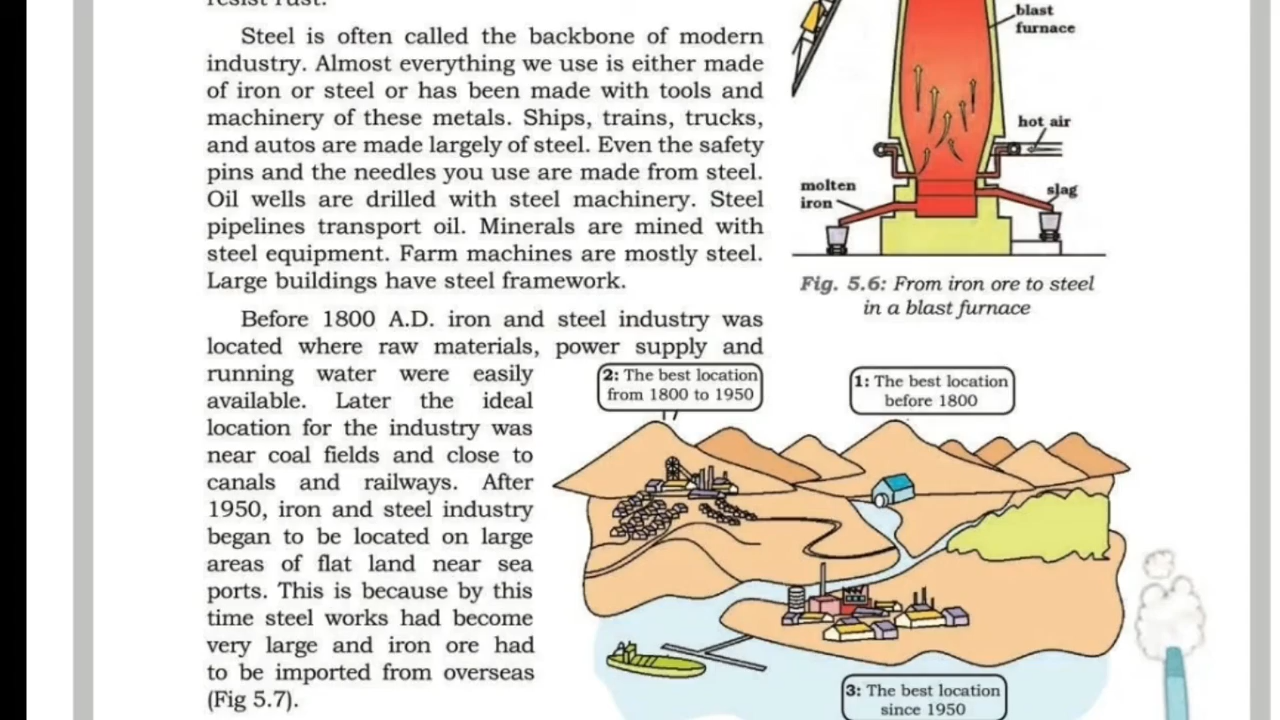 resist rust.
Steel is often called the backbone of modern
industry. Almost everything we use is either made
of iron or steel or has been made with tools and
machinery of these metals. Ships, trains, trucks,
and autos are made largely of steel. Even the safety
pins and the needles you use are made from steel.
Oil wells are drilled with steel machinery. Steel
pipelines transport oil. Minerals are mined with
steel equipment. Farm machines are mostly steel.
Large buildings have steel framework.
Before 1800 A.D. iron and steel industry was
located where raw materials, power supply and
running water were easily
available. Later the ideal
location for the industry was
near coal fields and close to
canals and railways. After
1950, iron and steel industry
began to be located on large
areas of flat land near sea
ports. This is because by this
time steel works had become
very large and iron ore had
to be imported from overseas
(Fig 5.7).
blast
furnace
hot air
molten
iron
slag
Fig. 5.6: From iron ore to steel
in a blast furnace
2: The best location
from 1800 to 1950
1: The best location
before 1800
3: The best location
since 1950